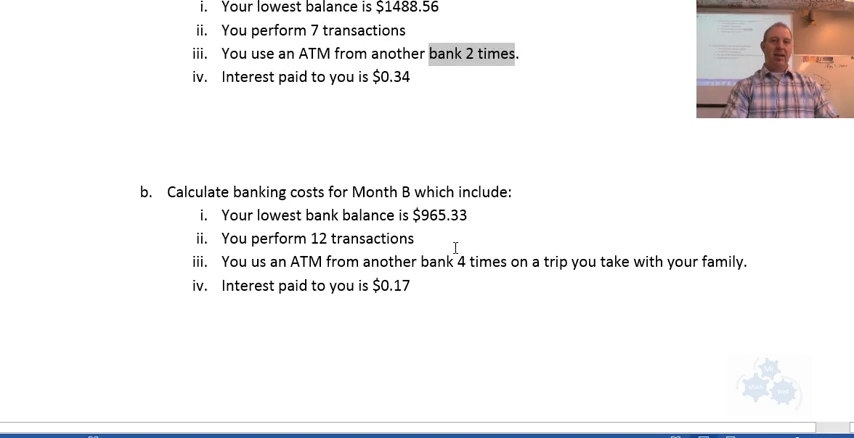 i. Your lowest balance is $1488.56
ii. You perform 7 transactions
iii. You use an ATM from another bank 2 times.
iv. Interest paid to you is $0.34
b. Calculate banking costs for Month B which include:
i. Your lowest bank balance is $965.33
ii. You perform 12 transactions
iii. You us an ATM from another bank 4 times on a trip you take with your family.
iv. Interest paid to you is $0.17